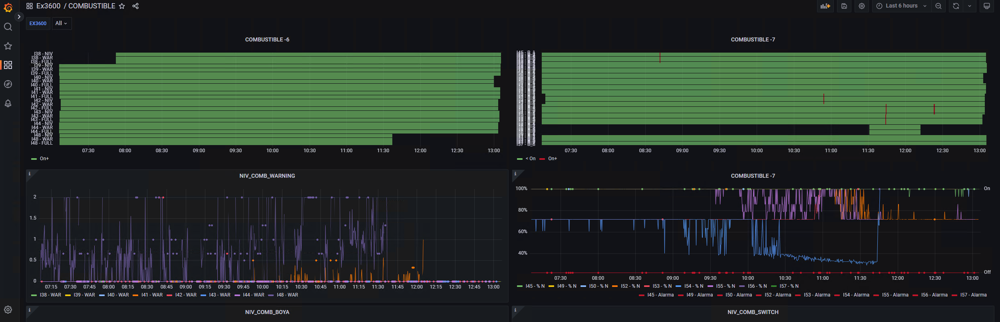 Ex3600 / COMBUSTIBLE
Last 6 hours
EX3600 All
COMBUSTIBLE -6
I38 - NIV
I38 - WAR
I38 - FULL
I39 - NIV
I39 - WAR
I39 - FULL
I40 - NIV
I40 - WAR
I40 - FULL
I41 - NIV
I41 - WAR
I41 - FULL
I42 - NIV
I42 - WAR
I42 - FULL
I43 - NIV
I43 - WAR
I43 - FULL
I44 - NIV
I44 - WAR
I44 - FULL
I48 - NIV
I48 - WAR
I48 - FULL
07:30 08:00 08:30 09:00 09:30 10:00 10:30 11:00 11:30 12:00 12:30 13:00
On+
COMBUSTIBLE -7
07:30 08:00 08:30 09:00 09:30 10:00 10:30 11:00 11:30 12:00 12:30 13:00
< On On+
NIV_COMB_WARNING
2
1.5
1
0.5
0
07:15 07:30 07:45 08:00 08:15 08:30 08:45 09:00 09:15 09:30 09:45 10:00 10:15 10:30 10:45 11:00 11:15 11:30 11:45 12:00 12:15 12:30 12:45 13:00
I38 - WAR I39 - WAR I40 - WAR I41 - WAR I42 - WAR I43 - WAR I44 - WAR I48 - WAR
COMBUSTIBLE -7
100% On
80%
60%
40%
Off
07:30 08:00 08:30 09:00 09:30 10:00 10:30 11:00 11:30 12:00 12:30 13:00
I45 - % N I49 - % N I50 - % N I52 - % N I53 - % N I54 - % N I55 - % N I56 - % N I57 - % N
I45 - Alarma I49 - Alarma I50 - Alarma I52 - Alarma I53 - Alarma I54 - Alarma I55 - Alarma I56 - Alarma I57 - Alarma
NIV_COMB_BOYA
NIV_COMB_SWITCH